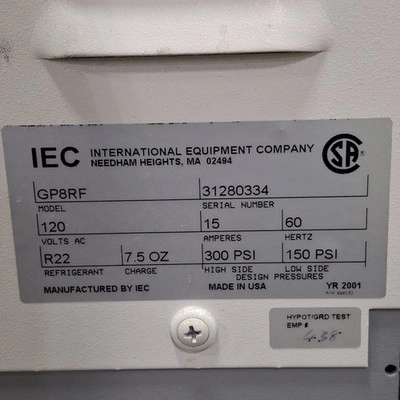 IEC INTERNATIONAL EQUIPMENT COMPANY
NEEDHAM HEIGHTS, MA 02494
CSA
GP8RF 31280334
MODEL SERIAL NUMBER
120 15 60
VOLTS AC AMPERES HERTZ
R22 7.5 OZ 300 PSI 150 PSI
REFRIGERANT CHARGE HIGH SIDE LOW SIDE
DESIGN PRESSURES
MANUFACTURED BY IEC MADE IN USA YR 2001
HYPOT/GRD TEST
EMP # 438